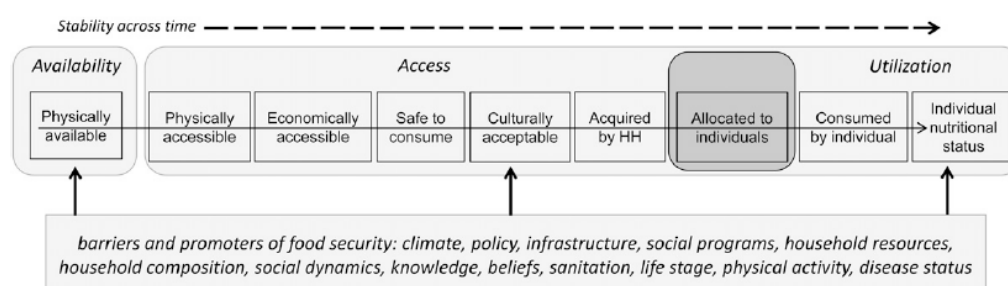 Stability across time
Availability
Access
Utilization
Physically
available
Physically
accessible
Economically
accessible
Safe to
consume
Culturally
acceptable
Acquired
by HH
Allocated to
individuals
Consumed
by individual
Individual
nutritional
status
barriers and promoters of food security: climate, policy, infrastructure, social programs, household resources,
household composition, social dynamics, knowledge, beliefs, sanitation, life stage, physical activity, disease status